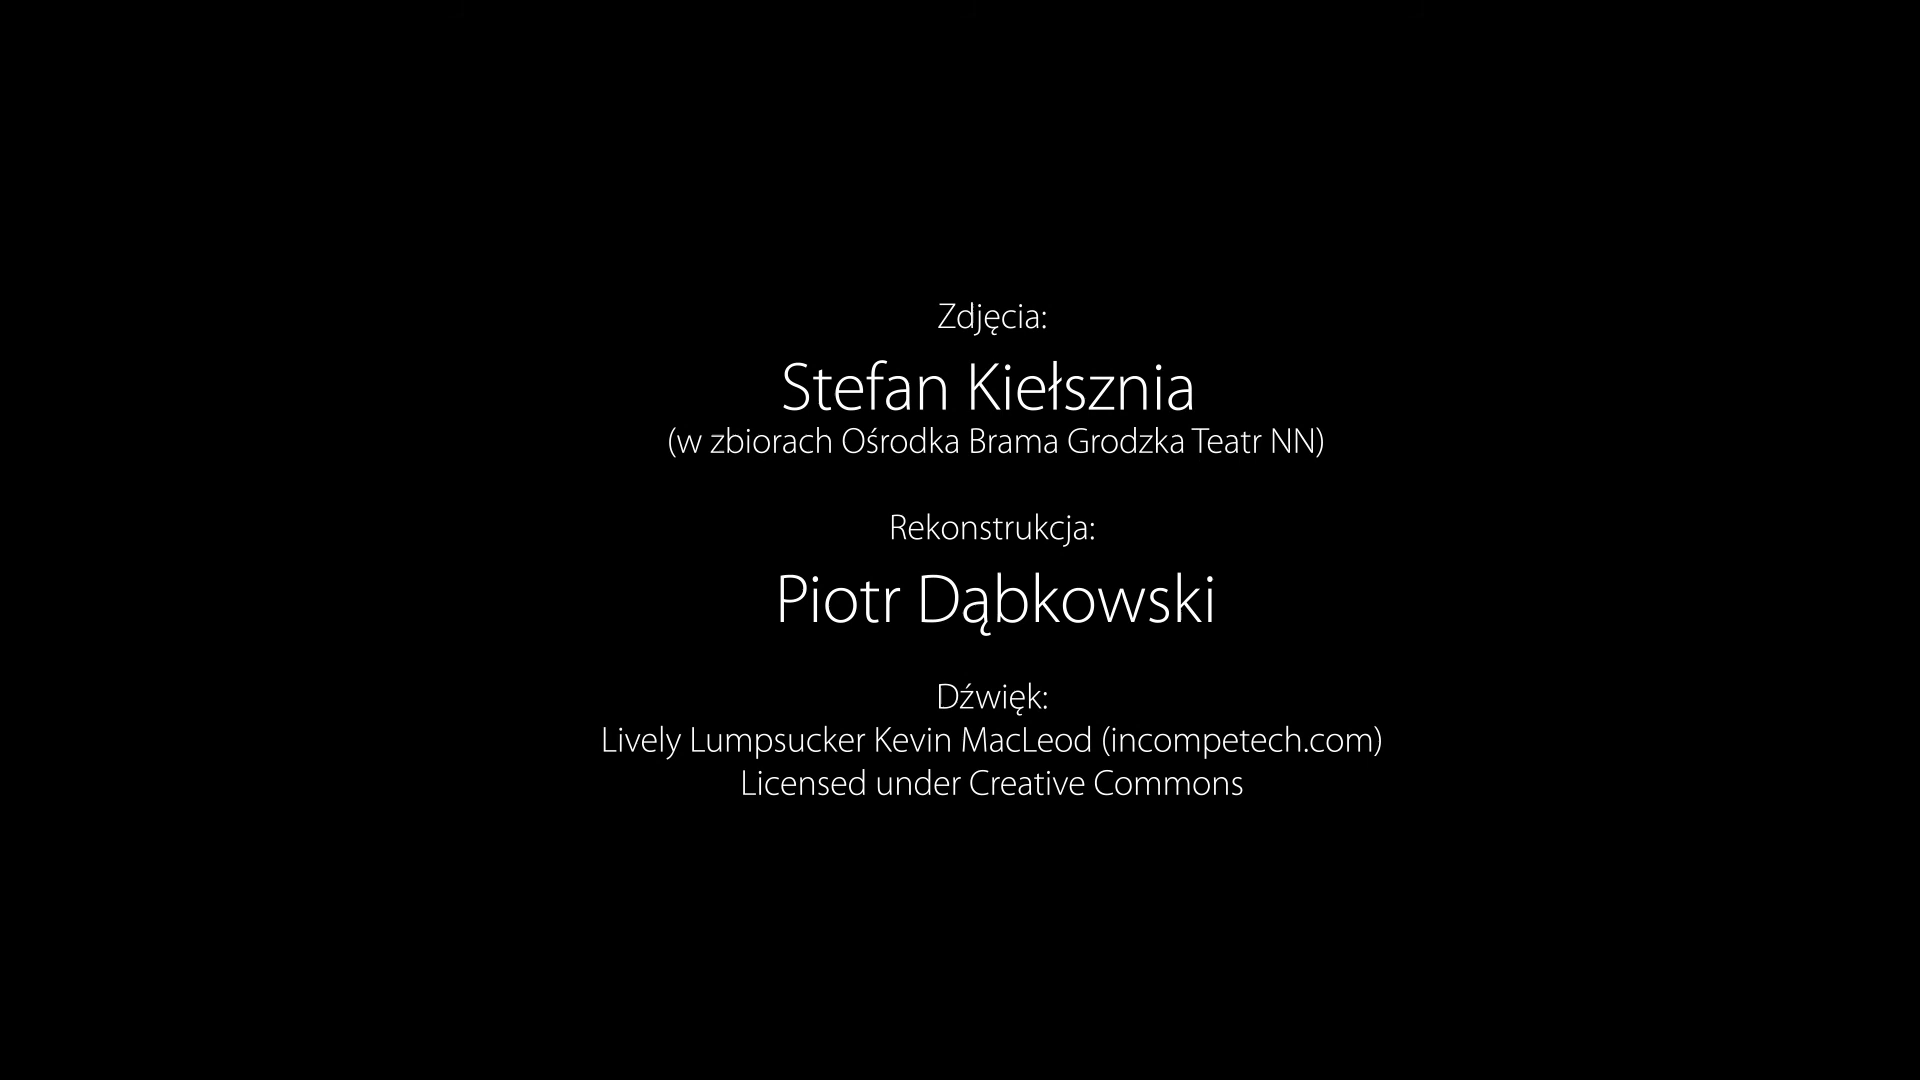 Zdjęcia:
Stefan Kiełsznia
(w zbiorach Ośrodka Brama Grodzka Teatr NN)
Rekonstrukcja:
Piotr Dąbkowski
Dźwięk:
Lively Lumpsucker Kevin MacLeod (incompetech.com)
Licensed under Creative Commons